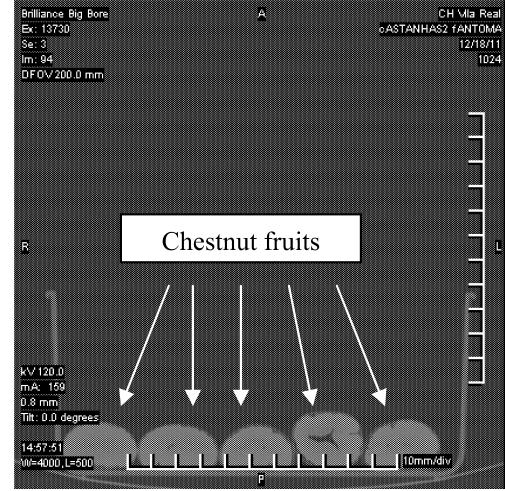 Brilliance Big Bore
Ex: 13730
Se: 3
Im: 94
DFOV 200.0 mm
A
CH Vila Real
cASTANHAS2 fANTOMA
12/18/11
1024
Chestnut fruits
R
L
kV 120.0
mA: 159
0.8 mm
Tilt: 0.0 degrees
14:57:51
W=4000,L=500
10mm/div
P